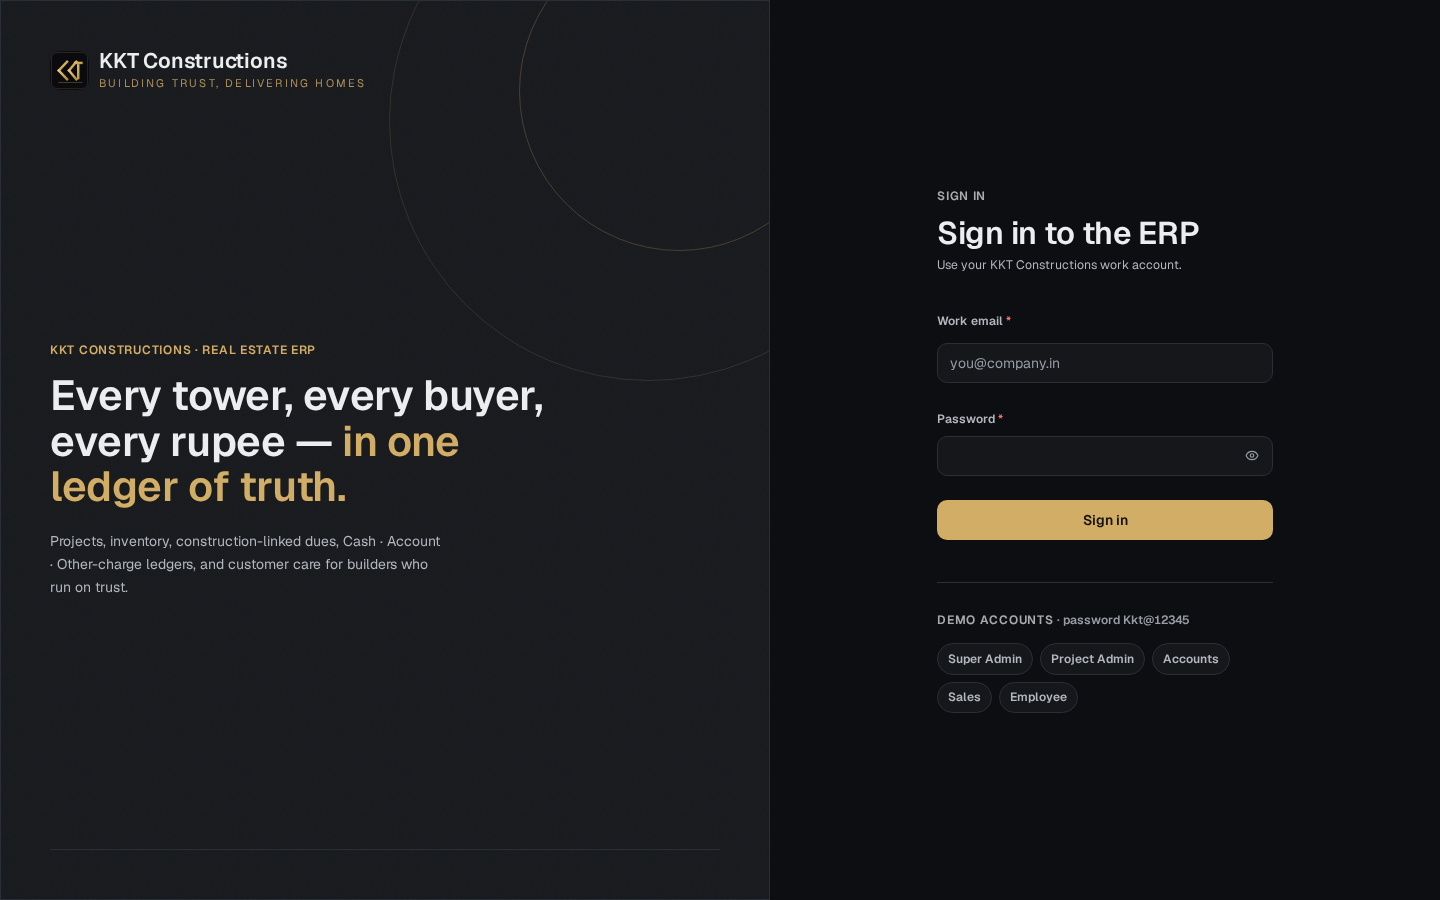 KKT Constructions
BUILDING TRUST, DELIVERING HOMES
KKT CONSTRUCTIONS · REAL ESTATE ERP
Every tower, every buyer,
every rupee — in one
ledger of truth.
Projects, inventory, construction-linked dues, Cash · Account
· Other-charge ledgers, and customer care for builders who
run on trust.
SIGN IN
Sign in to the ERP
Use your KKT Constructions work account.
Work email *
you@company.in
Password *
Sign in
DEMO ACCOUNTS · password Kkt@12345
Super Admin
Project Admin
Accounts
Sales
Employee